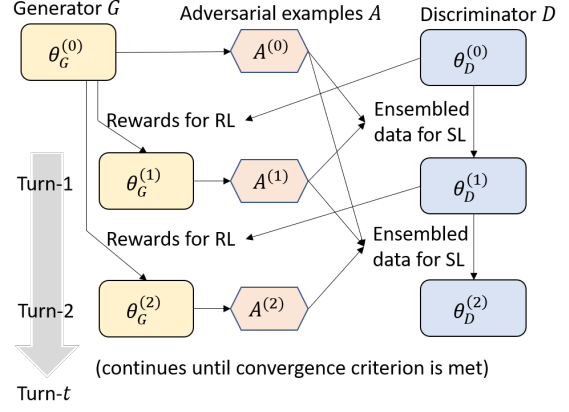 Generator G Adversarial examples A Discriminator D
θ_G^(0) A^(0) θ_D^(0)
Rewards for RL
Ensembled
data for SL
Turn-1
θ_G^(1) A^(1) θ_D^(1)
Rewards for RL
Ensembled
data for SL
Turn-2
θ_G^(2) A^(2) θ_D^(2)
(continues until convergence criterion is met)
Turn-t